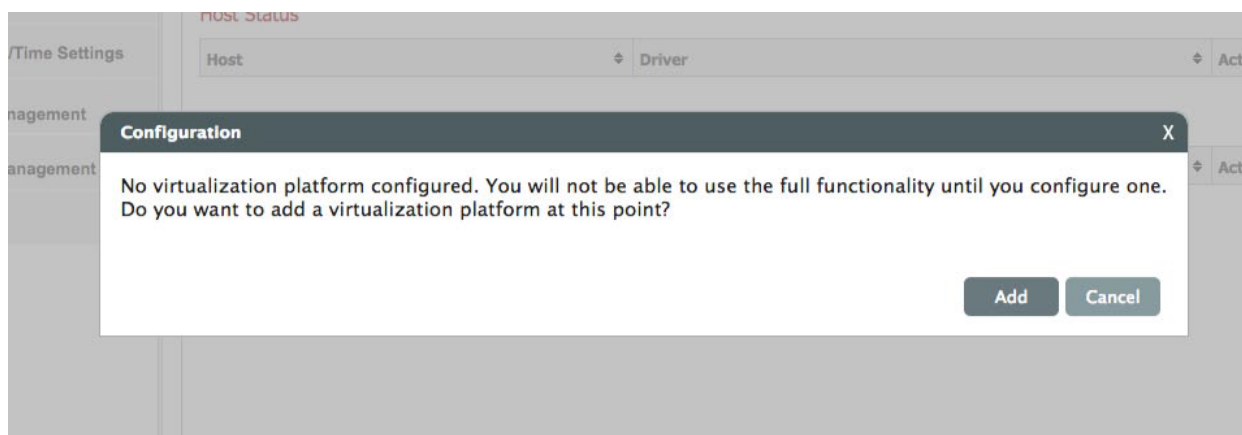 Host Status
/Time Settings
Host
Driver
Act
nagement
Configuration
X
anagement
Act
No virtualization platform configured. You will not be able to use the full functionality until you configure one.
Do you want to add a virtualization platform at this point?
Add
Cancel